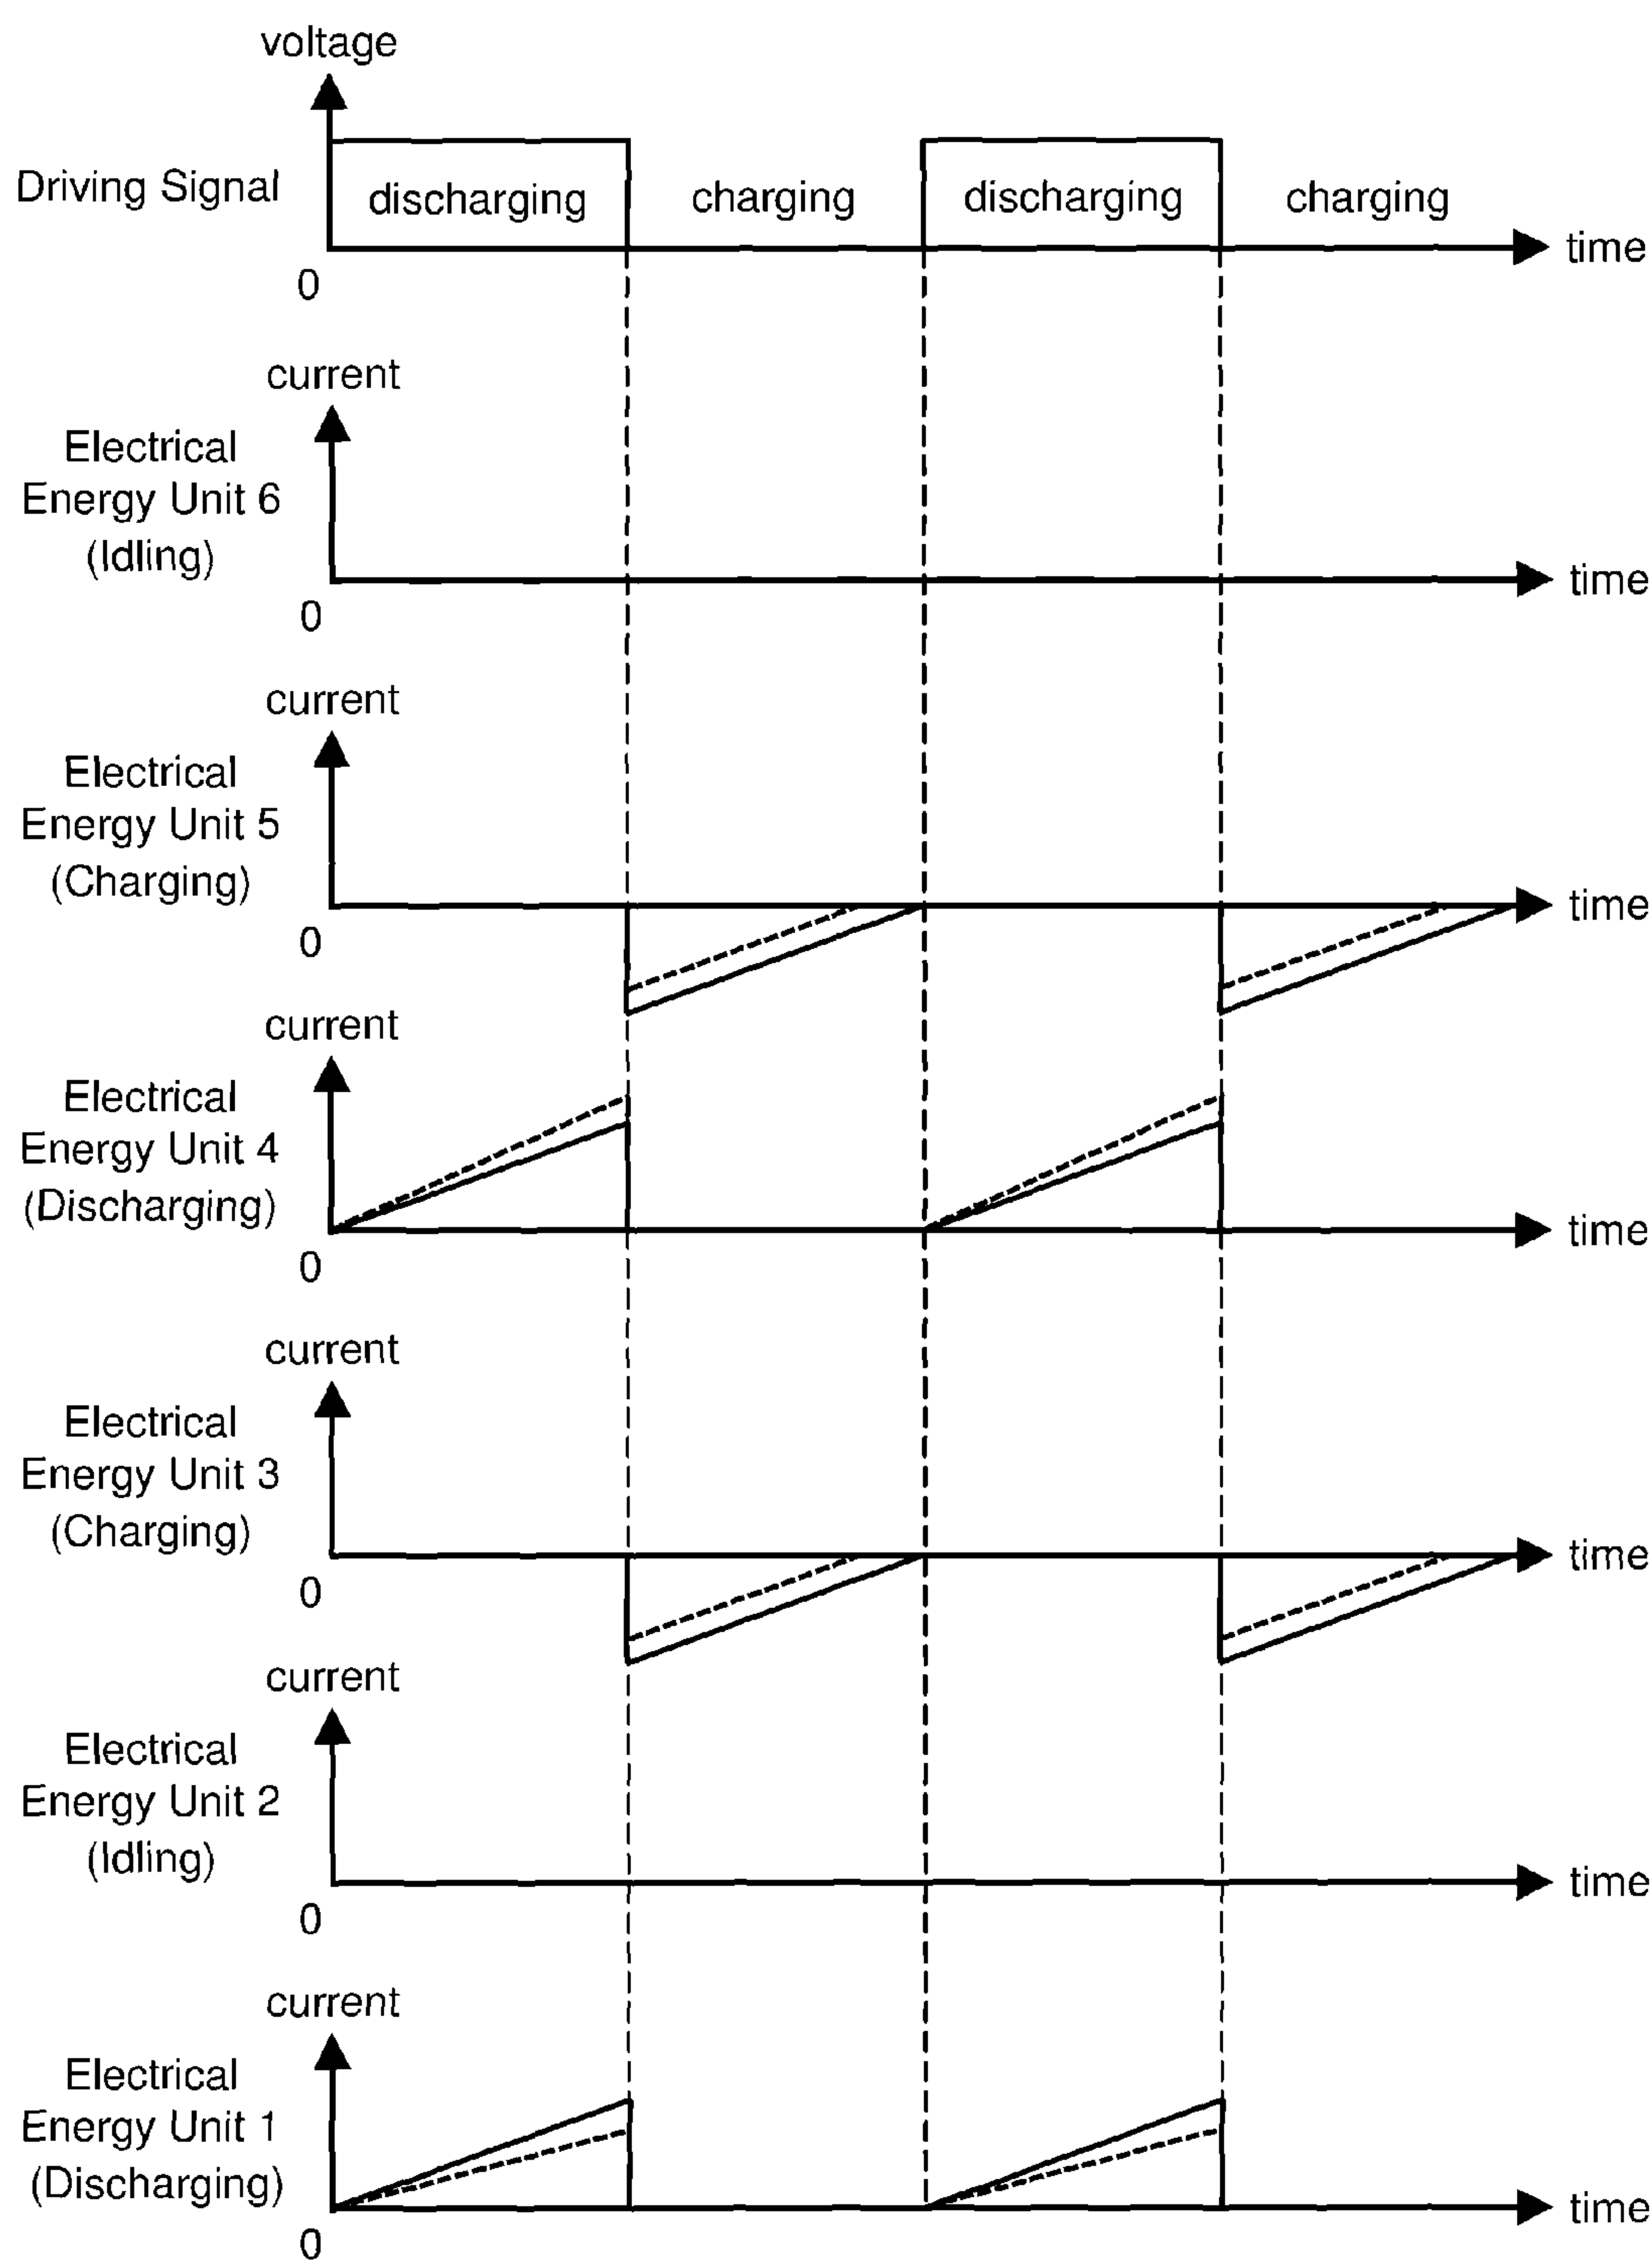 voltage
Driving Signal
discharging
charging
discharging
charging
time
0
current
Electrical
Energy Unit 6
(Idling)
time
0
current
Electrical
Energy Unit 5
(Charging)
time
0
current
Electrical
Energy Unit 4
(Discharging)
time
0
current
Electrical
Energy Unit 3
(Charging)
time
0
current
Electrical
Energy Unit 2
(Idling)
time
0
current
Electrical
Energy Unit 1
(Discharging)
time
0